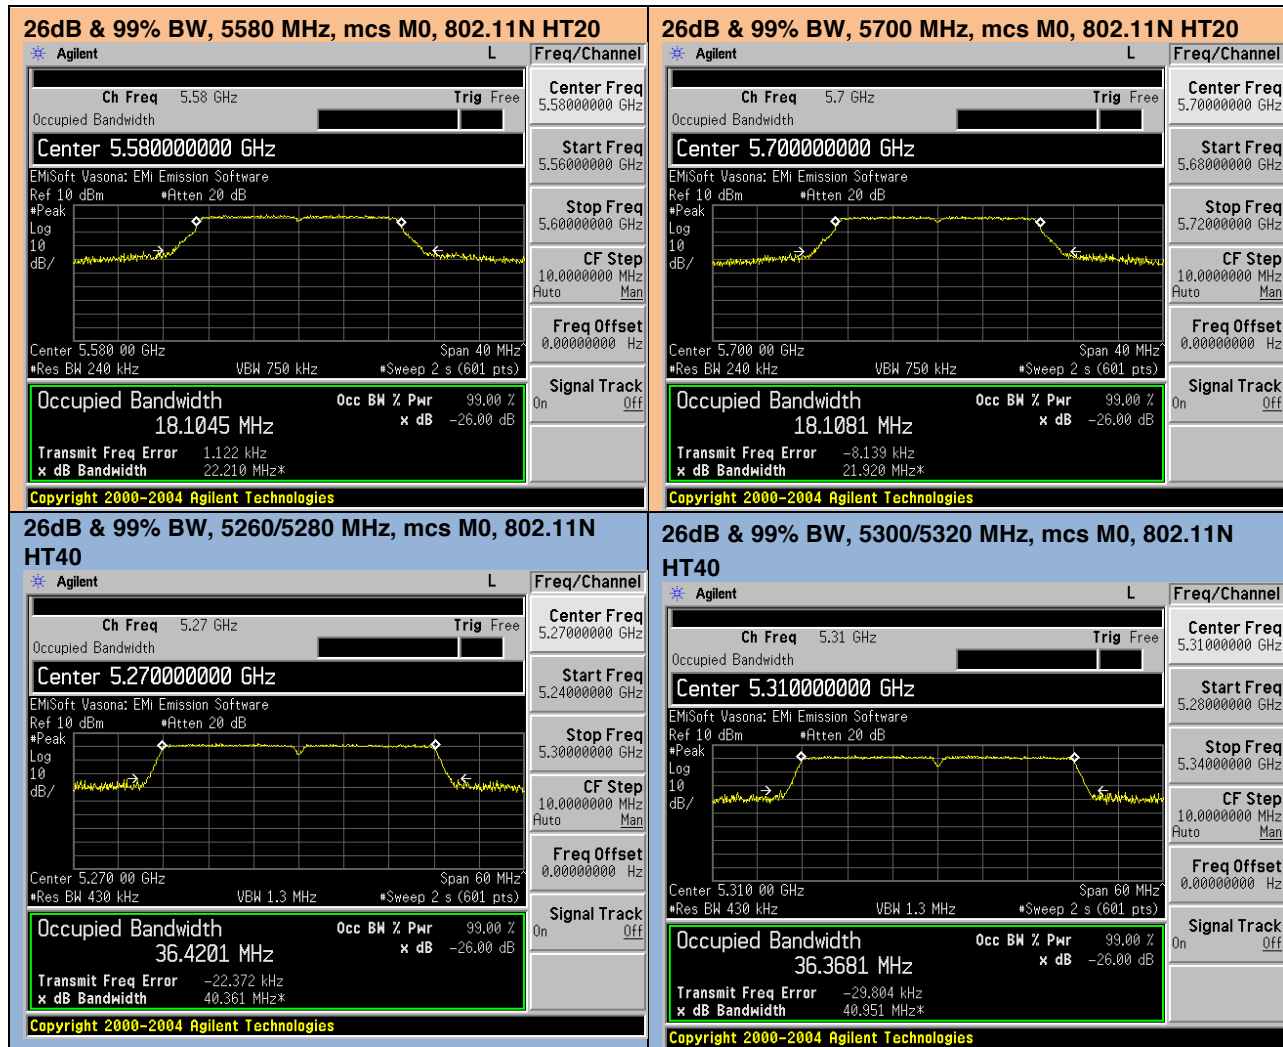 26dB & 99% BW, 5580 MHz, mcs M0, 802.11N HT20
Agilent L Freq/Channel
Ch Freq 5.58 GHz Trig Free
Occupied Bandwidth
Center 5.580000000 GHz
EMiSoft Vasona: EMi Emission Software
Ref 10 dBm #Atten 20 dB
#Peak
Log
10
dB/
Center 5.580 00 GHz Span 40 MHz^
#Res BW 240 kHz VBW 750 kHz #Sweep 2 s (601 pts)
Occupied Bandwidth Occ BW % Pwr 99.00 %
18.1045 MHz x dB -26.00 dB
Transmit Freq Error 1.122 kHz
x dB Bandwidth 22.210 MHz*
Copyright 2000-2004 Agilent Technologies
Center Freq
5.58000000 GHz
Start Freq
5.56000000 GHz
Stop Freq
5.60000000 GHz
CF Step
10.0000000 MHz
Auto Man
Freq Offset
0.00000000 Hz
Signal Track
On Off
26dB & 99% BW, 5700 MHz, mcs M0, 802.11N HT20
Agilent L Freq/Channel
Ch Freq 5.7 GHz Trig Free
Occupied Bandwidth
Center 5.700000000 GHz
EMiSoft Vasona: EMi Emission Software
Ref 10 dBm #Atten 20 dB
#Peak
Log
10
dB/
Center 5.700 00 GHz Span 40 MHz^
#Res BW 240 kHz VBW 750 kHz #Sweep 2 s (601 pts)
Occupied Bandwidth Occ BW % Pwr 99.00 %
18.1081 MHz x dB -26.00 dB
Transmit Freq Error -8.139 kHz
x dB Bandwidth 21.920 MHz*
Copyright 2000-2004 Agilent Technologies
Center Freq
5.70000000 GHz
Start Freq
5.68000000 GHz
Stop Freq
5.72000000 GHz
CF Step
10.0000000 MHz
Auto Man
Freq Offset
0.00000000 Hz
Signal Track
On Off
26dB & 99% BW, 5260/5280 MHz, mcs M0, 802.11N
HT40
Agilent L Freq/Channel
Ch Freq 5.27 GHz Trig Free
Occupied Bandwidth
Center 5.270000000 GHz
EMiSoft Vasona: EMi Emission Software
Ref 10 dBm #Atten 20 dB
#Peak
Log
10
dB/
Center 5.270 00 GHz Span 60 MHz^
#Res BW 430 kHz VBW 1.3 MHz #Sweep 2 s (601 pts)
Occupied Bandwidth Occ BW % Pwr 99.00 %
36.4201 MHz x dB -26.00 dB
Transmit Freq Error -22.372 kHz
x dB Bandwidth 40.361 MHz*
Copyright 2000-2004 Agilent Technologies
Center Freq
5.27000000 GHz
Start Freq
5.24000000 GHz
Stop Freq
5.30000000 GHz
CF Step
10.0000000 MHz
Auto Man
Freq Offset
0.00000000 Hz
Signal Track
On Off
26dB & 99% BW, 5300/5320 MHz, mcs M0, 802.11N
HT40
Agilent L Freq/Channel
Ch Freq 5.31 GHz Trig Free
Occupied Bandwidth
Center 5.310000000 GHz
EMiSoft Vasona: EMi Emission Software
Ref 10 dBm #Atten 20 dB
#Peak
Log
10
dB/
Center 5.310 00 GHz Span 60 MHz^
#Res BW 430 kHz VBW 1.3 MHz #Sweep 2 s (601 pts)
Occupied Bandwidth Occ BW % Pwr 99.00 %
36.3681 MHz x dB -26.00 dB
Transmit Freq Error -29.804 kHz
x dB Bandwidth 40.951 MHz*
Copyright 2000-2004 Agilent Technologies
Center Freq
5.31000000 GHz
Start Freq
5.28000000 GHz
Stop Freq
5.34000000 GHz
CF Step
10.0000000 MHz
Auto Man
Freq Offset
0.00000000 Hz
Signal Track
On Off